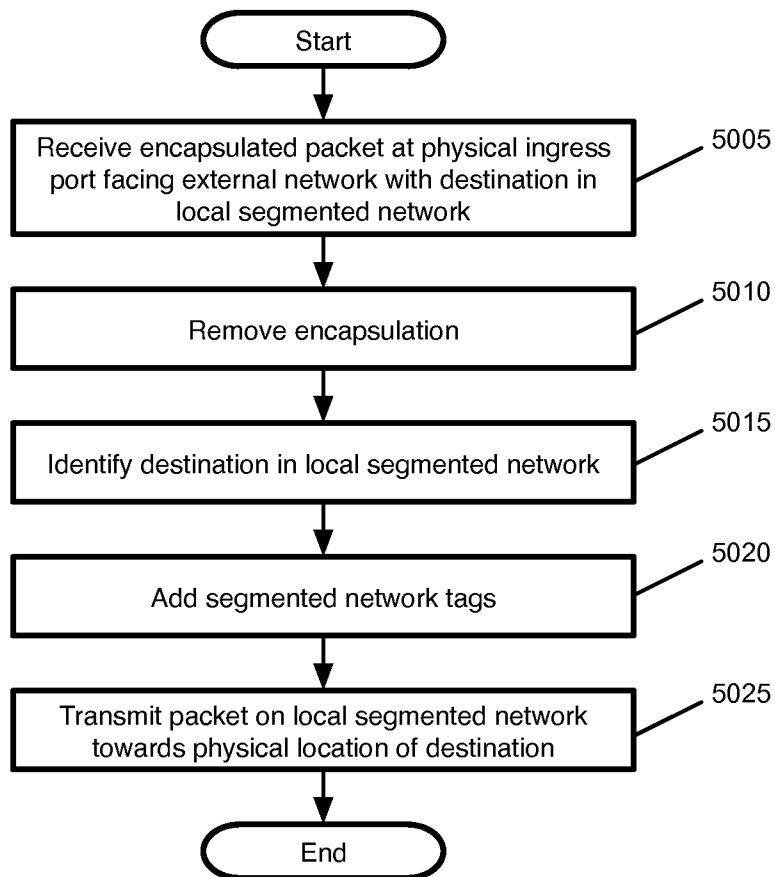 Start
Receive encapsulated packet at physical ingress
port facing external network with destination in
local segmented network
5005
Remove encapsulation
5010
Identify destination in local segmented network
5015
Add segmented network tags
5020
Transmit packet on local segmented network
towards physical location of destination
5025
End